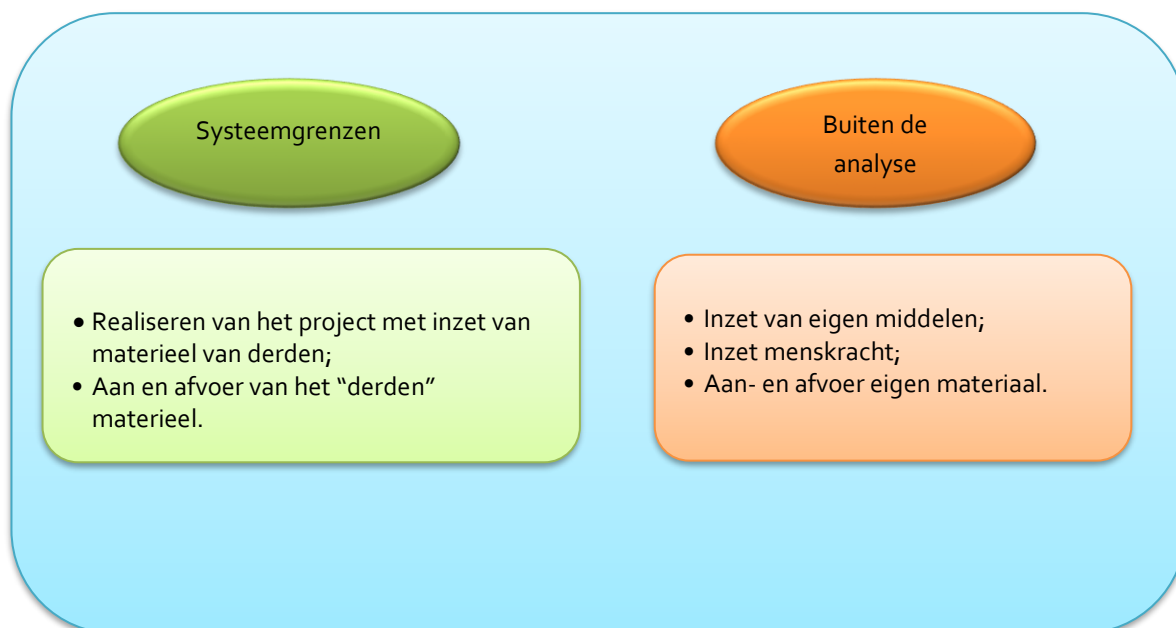 Systeemgrenzen
Buiten de
analyse
• Realiseren van het project met inzet van
materieel van derden;
• Aan en afvoer van het “derden”
materieel.
• Inzet van eigen middelen;
• Inzet menskracht;
• Aan- en afvoer eigen materiaal.